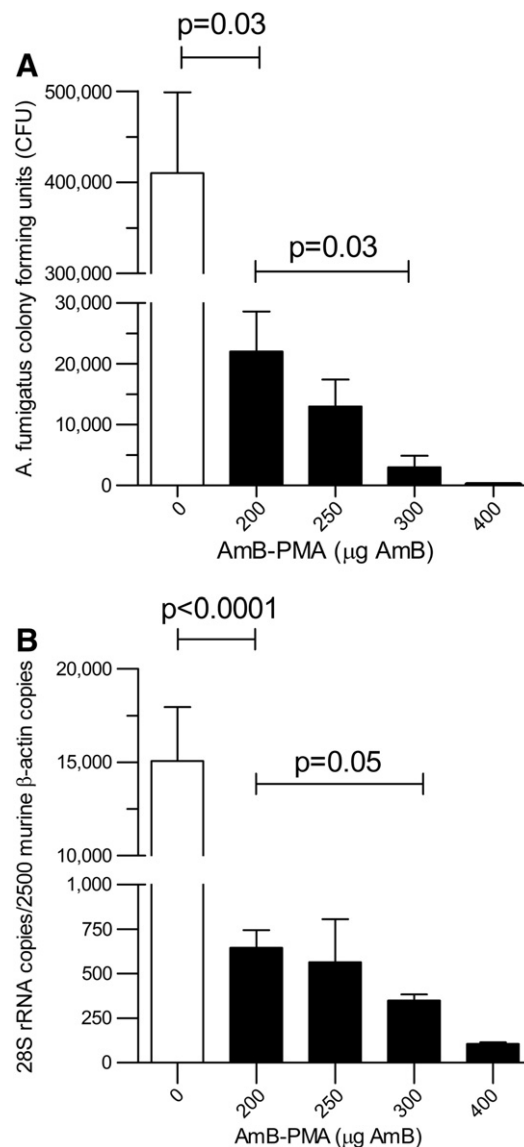 p=0.03
A
500,000
400,000
300,000
p=0.03
30,000
20,000
10,000
0
A. fumigatus colony forming units (CFU)
0 200 250 300 400
AmB-PMA (μg AmB)
p<0.0001
B
20,000
15,000
p=0.05
10,000
1,000
750
500
250
0
28S rRNA copies/2500 murine β-actin copies
0 200 250 300 400
AmB-PMA (μg AmB)